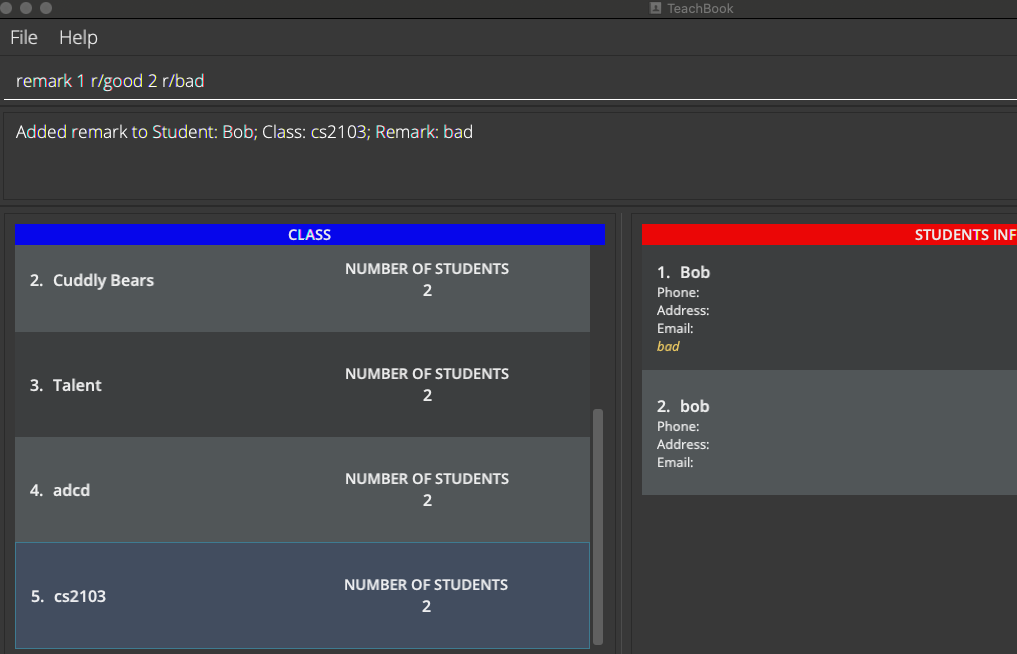 TeachBook
File Help
remark 1 r/good 2 r/bad
Added remark to Student: Bob; Class: cs2103; Remark: bad
CLASS
2. Cuddly Bears
NUMBER OF STUDENTS
2
3. Talent
NUMBER OF STUDENTS
2
4. adcd
NUMBER OF STUDENTS
2
5. cs2103
NUMBER OF STUDENTS
2
STUDENTS INF
1. Bob
Phone:
Address:
Email:
bad
2. bob
Phone:
Address:
Email: